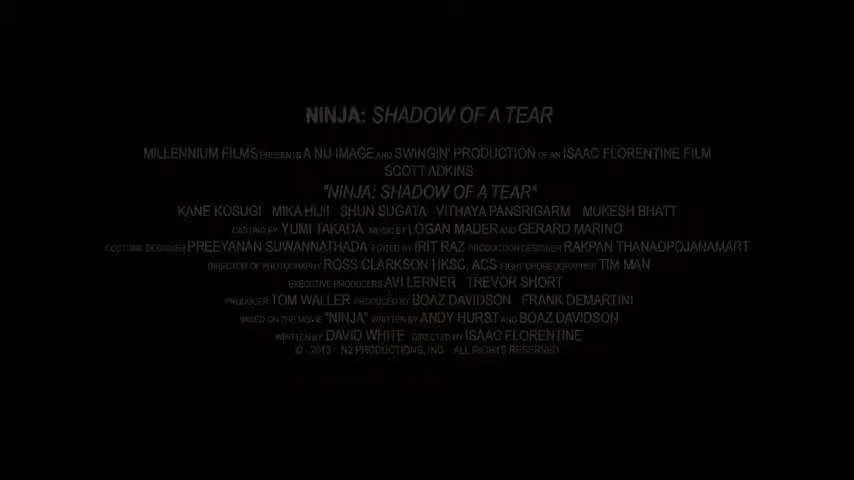 NINJA: SHADOW OF A TEAR
MILLENNIUM FILMS PRESENTS A NU IMAGE AND SWINGIN' PRODUCTION OF AN ISAAC FLORENTINE FILM
SCOTT ADKINS
"NINJA: SHADOW OF A TEAR"
KANE KOSUGI MIKA HIJII SHUN SUGATA VITHAYA PANSRIGARM MUKESH BHATT
CASTING BY YUMI TAKADA MUSIC BY LOGAN MADER AND GERARD MARINO
COSTUME DESIGNER PREEYANAN SUWANNATHADA EDITED BY IRIT RAZ PRODUCTION DESIGNER RAKPAN THANADPOJANAMART
DIRECTOR OF PHOTOGRAPHY ROSS CLARKSON HKSC, ACS FIGHT CHOREOGRAPHER TIM MAN
EXECUTIVE PRODUCERS AVI LERNER TREVOR SHORT
PRODUCER TOM WALLER PRODUCED BY BOAZ DAVIDSON FRANK DEMARTINI
BASED ON THE MOVIE "NINJA" WRITTEN BY ANDY HURST AND BOAZ DAVIDSON
WRITTEN BY DAVID WHITE DIRECTED BY ISAAC FLORENTINE
© 2013 N2 PRODUCTIONS, INC. ALL RIGHTS RESERVED.